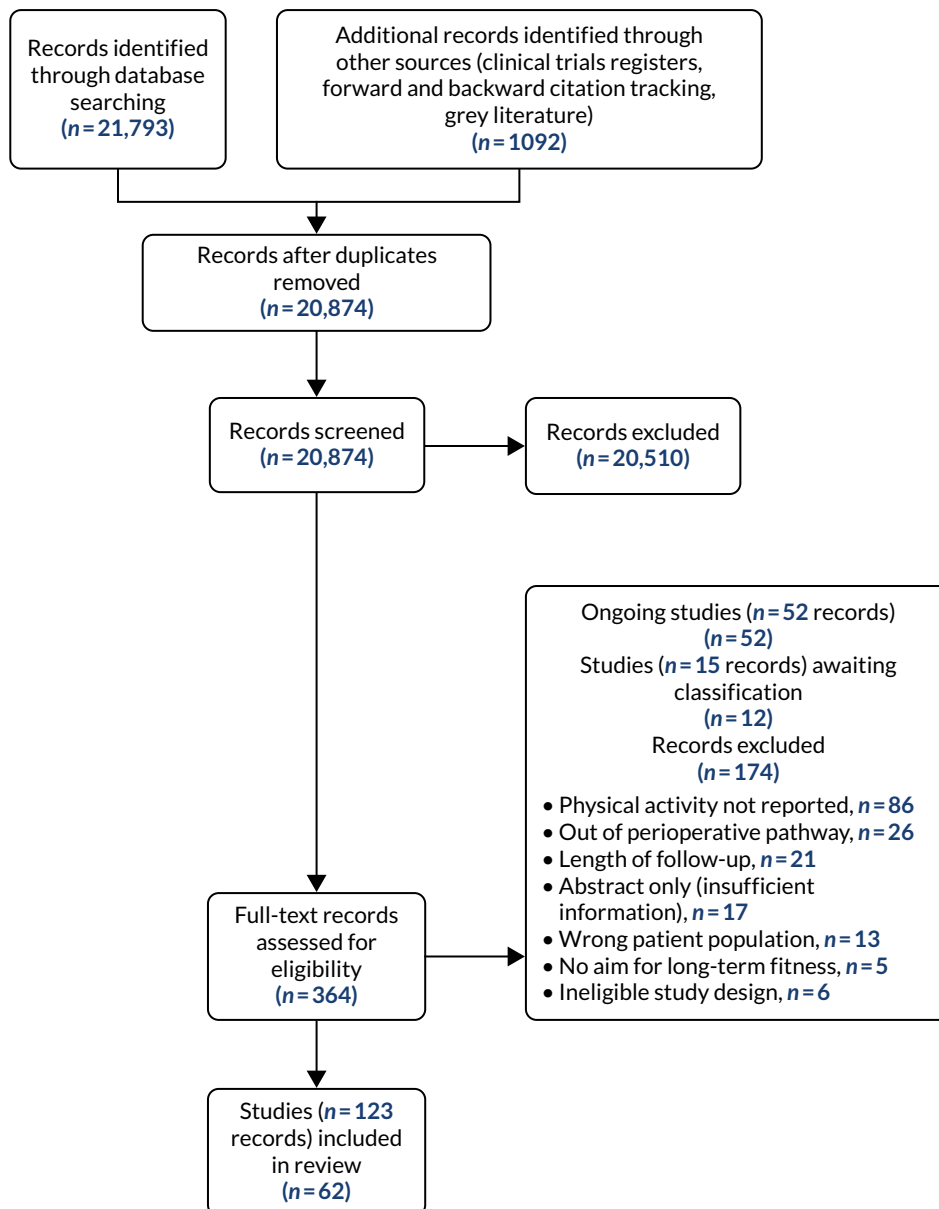 Records identified
through database
searching
(n = 21,793)
Additional records identified through
other sources (clinical trials registers,
forward and backward citation tracking,
grey literature)
(n = 1092)
Records after duplicates
removed
(n = 20,874)
Records screened
(n = 20,874)
Records excluded
(n = 20,510)
Ongoing studies (n = 52 records)
(n = 52)
Studies (n = 15 records) awaiting
classification
(n = 12)
Records excluded
(n = 174)
• Physical activity not reported, n = 86
• Out of perioperative pathway, n = 26
• Length of follow-up, n = 21
• Abstract only (insufficient
information), n = 17
• Wrong patient population, n = 13
• No aim for long-term fitness, n = 5
• Ineligible study design, n = 6
Full-text records
assessed for
eligibility
(n = 364)
Studies (n = 123
records) included
in review
(n = 62)